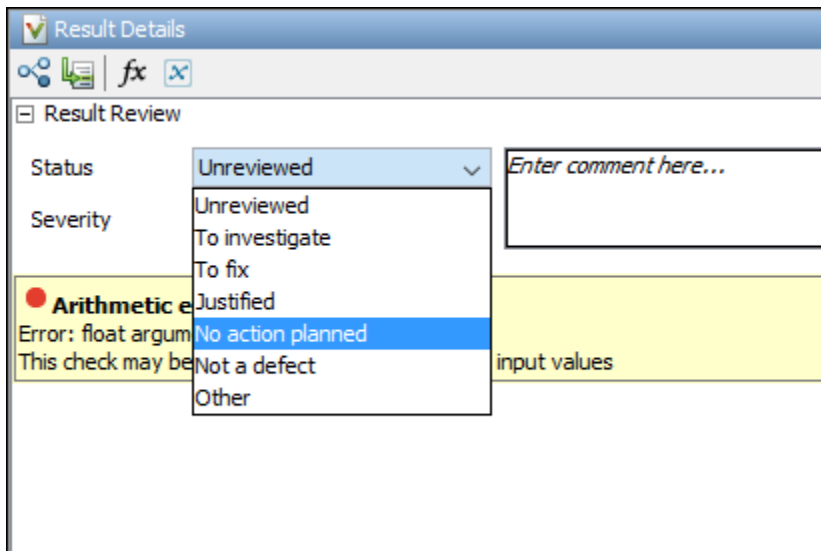 Result Details
fx x
Result Review
Status
Unreviewed
Enter comment here...
Severity
Unreviewed
To investigate
To fix
Justified
No action planned
Not a defect
Other
Arithmetic e
Error: float argum
This check may be
input values